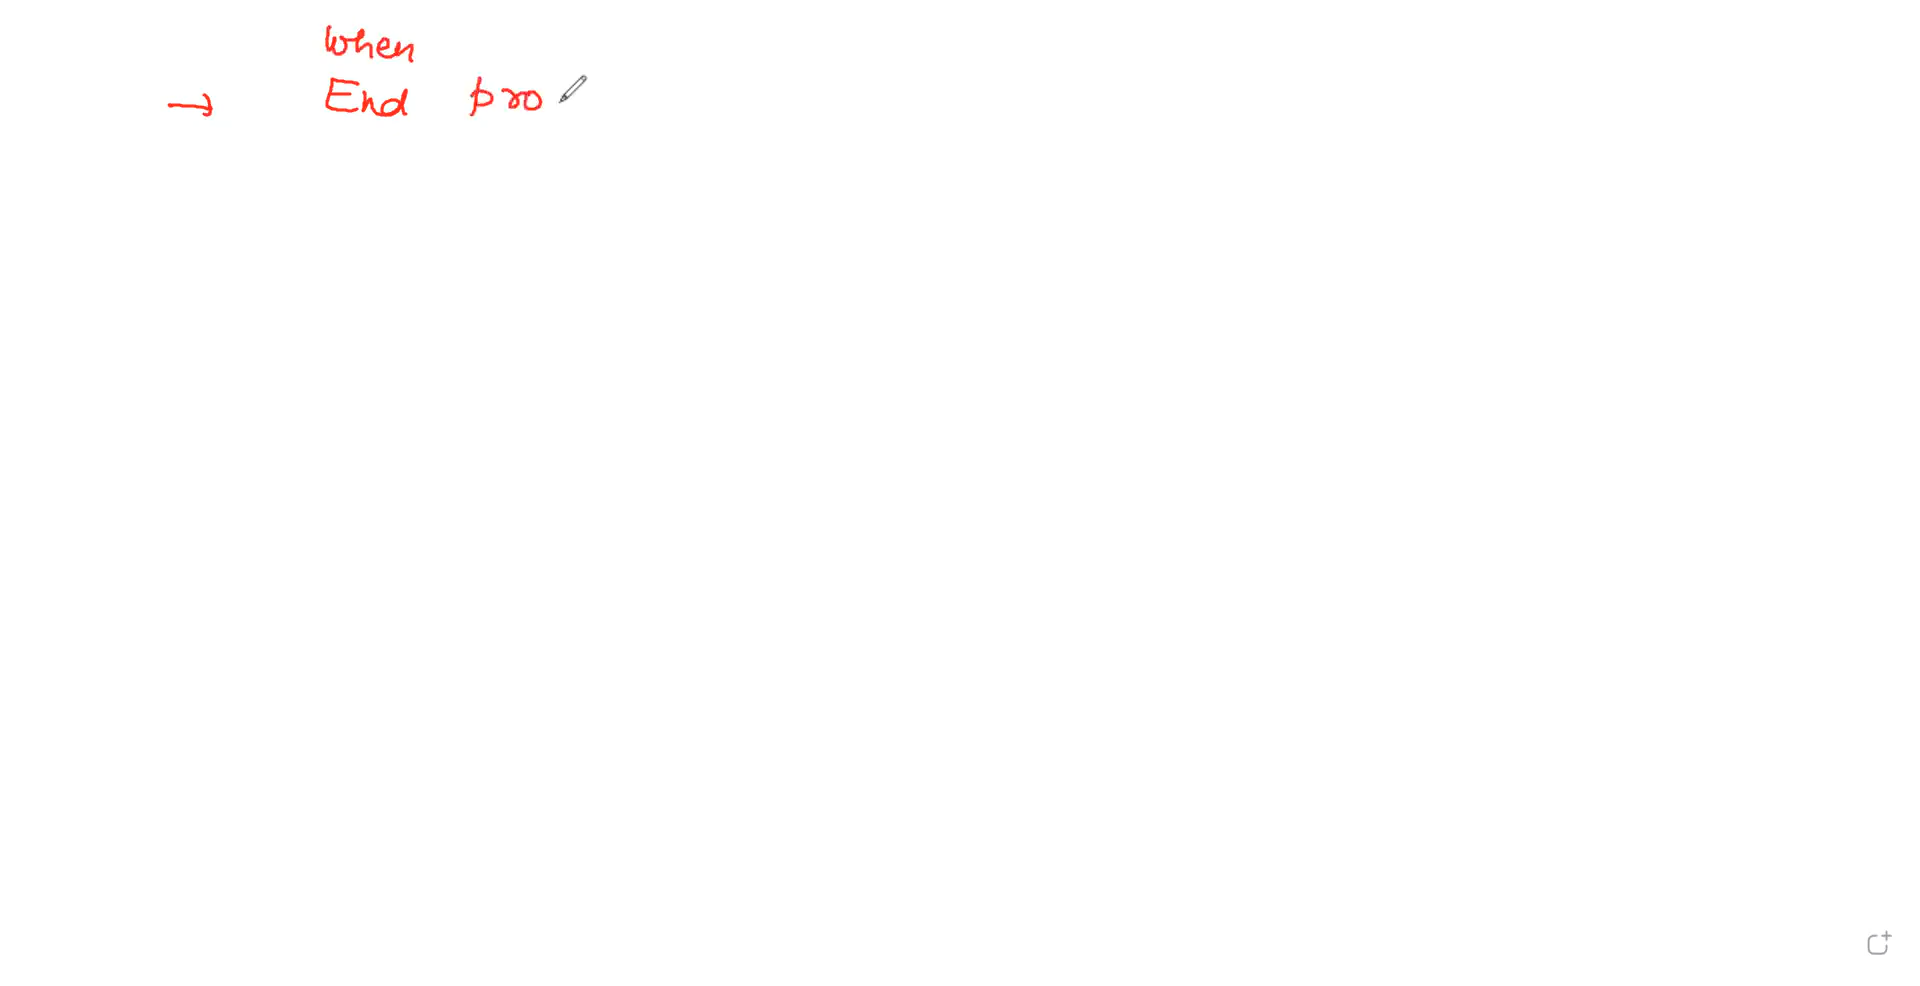 when
→ End pro